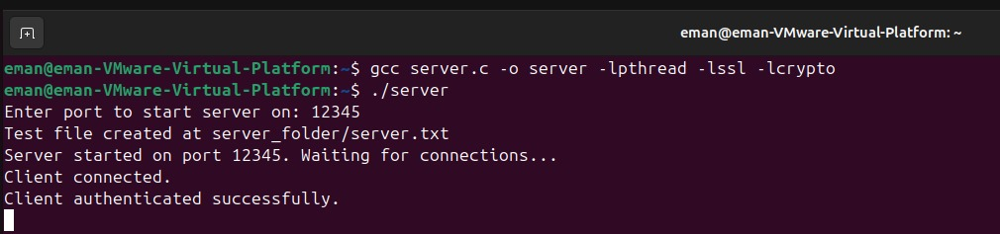 eman@eman-VMware-Virtual-Platform: ~
eman@eman-VMware-Virtual-Platform:~$ gcc server.c -o server -lpthread -lssl -lcrypto
eman@eman-VMware-Virtual-Platform:~$ ./server
Enter port to start server on: 12345
Test file created at server_folder/server.txt
Server started on port 12345. Waiting for connections...
Client connected.
Client authenticated successfully.